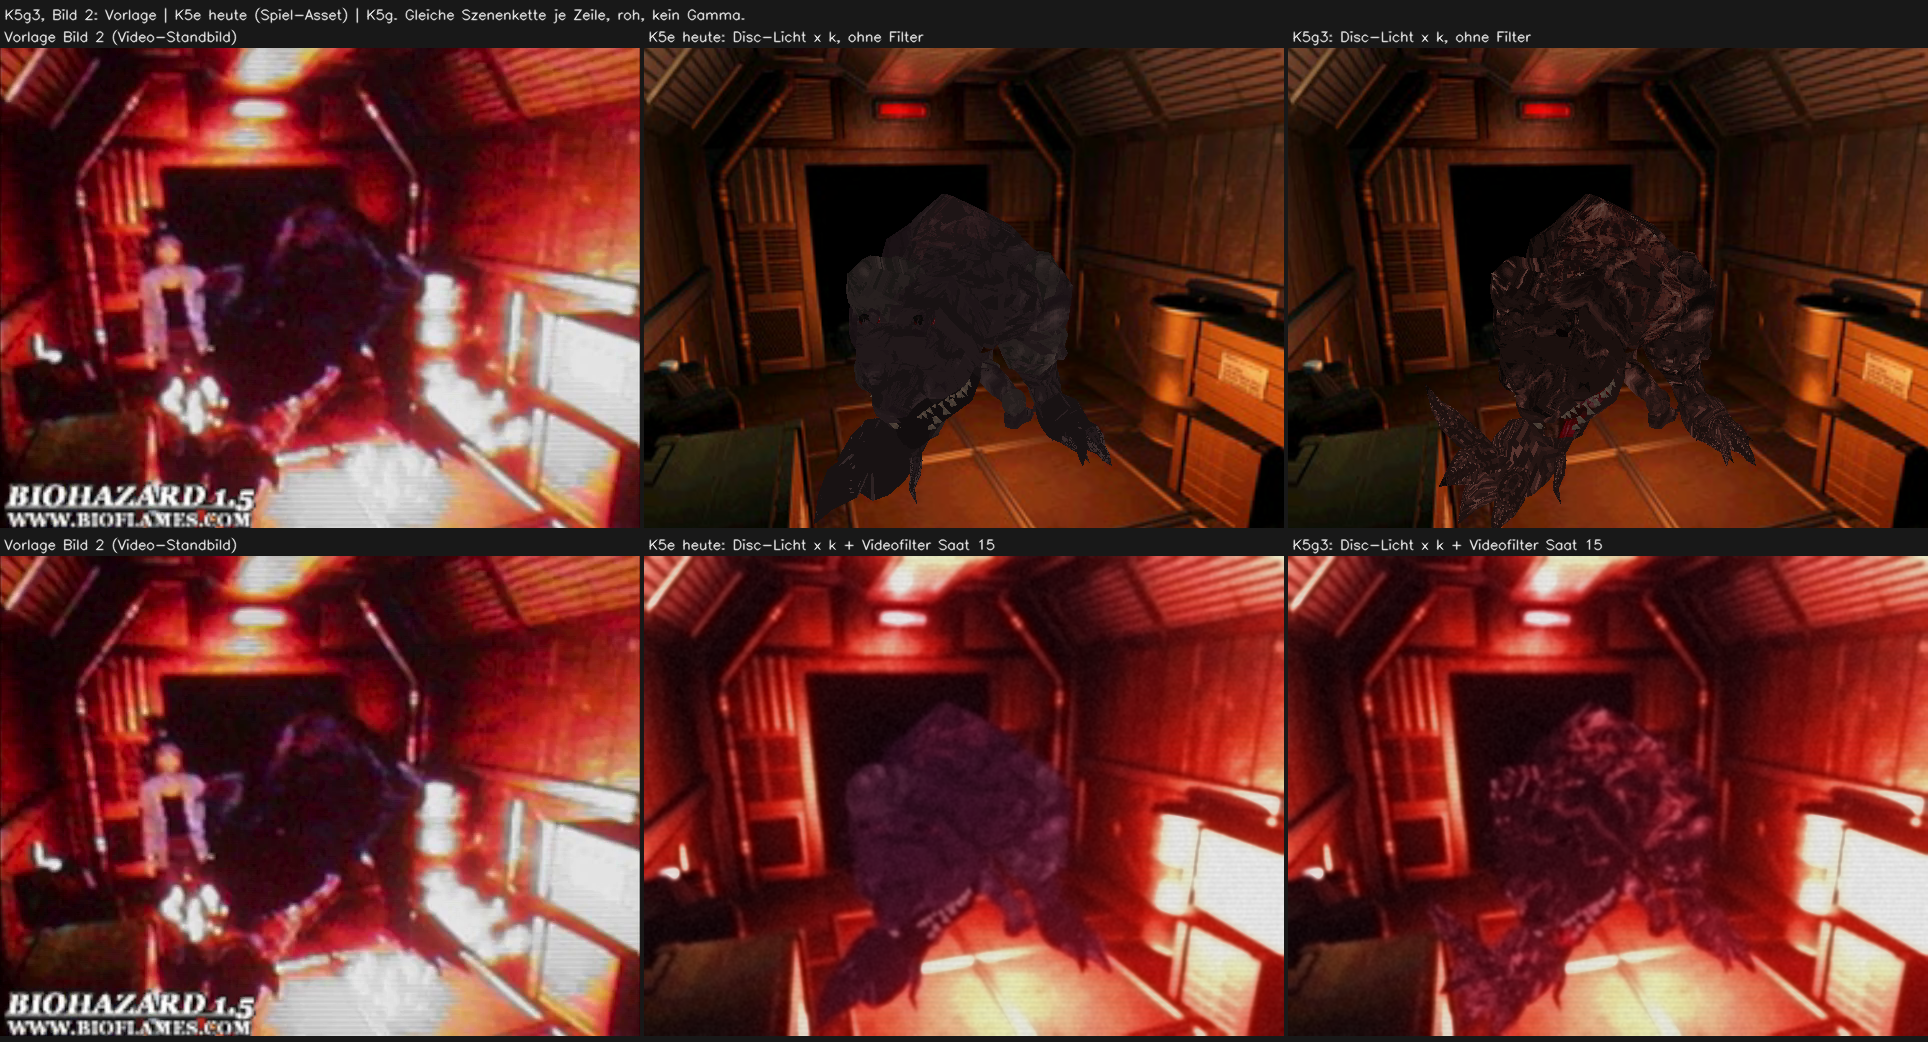 K5g3, Bild 2: Vorlage | K5e heute (Spiel-Asset) | K5g. Gleiche Szenenkette je Zeile, roh, kein Gamma.
Vorlage Bild 2 (Video-Standbild)
K5e heute: Disc-Licht x k, ohne Filter
K5g3: Disc-Licht x k, ohne Filter
BIOHAZARD 1.5
WWW.BIOFLAMES.COM
Vorlage Bild 2 (Video-Standbild)
K5e heute: Disc-Licht x k + Videofilter Saat 15
K5g3: Disc-Licht x k + Videofilter Saat 15
BIOHAZARD 1.5
WWW.BIOFLAMES.COM